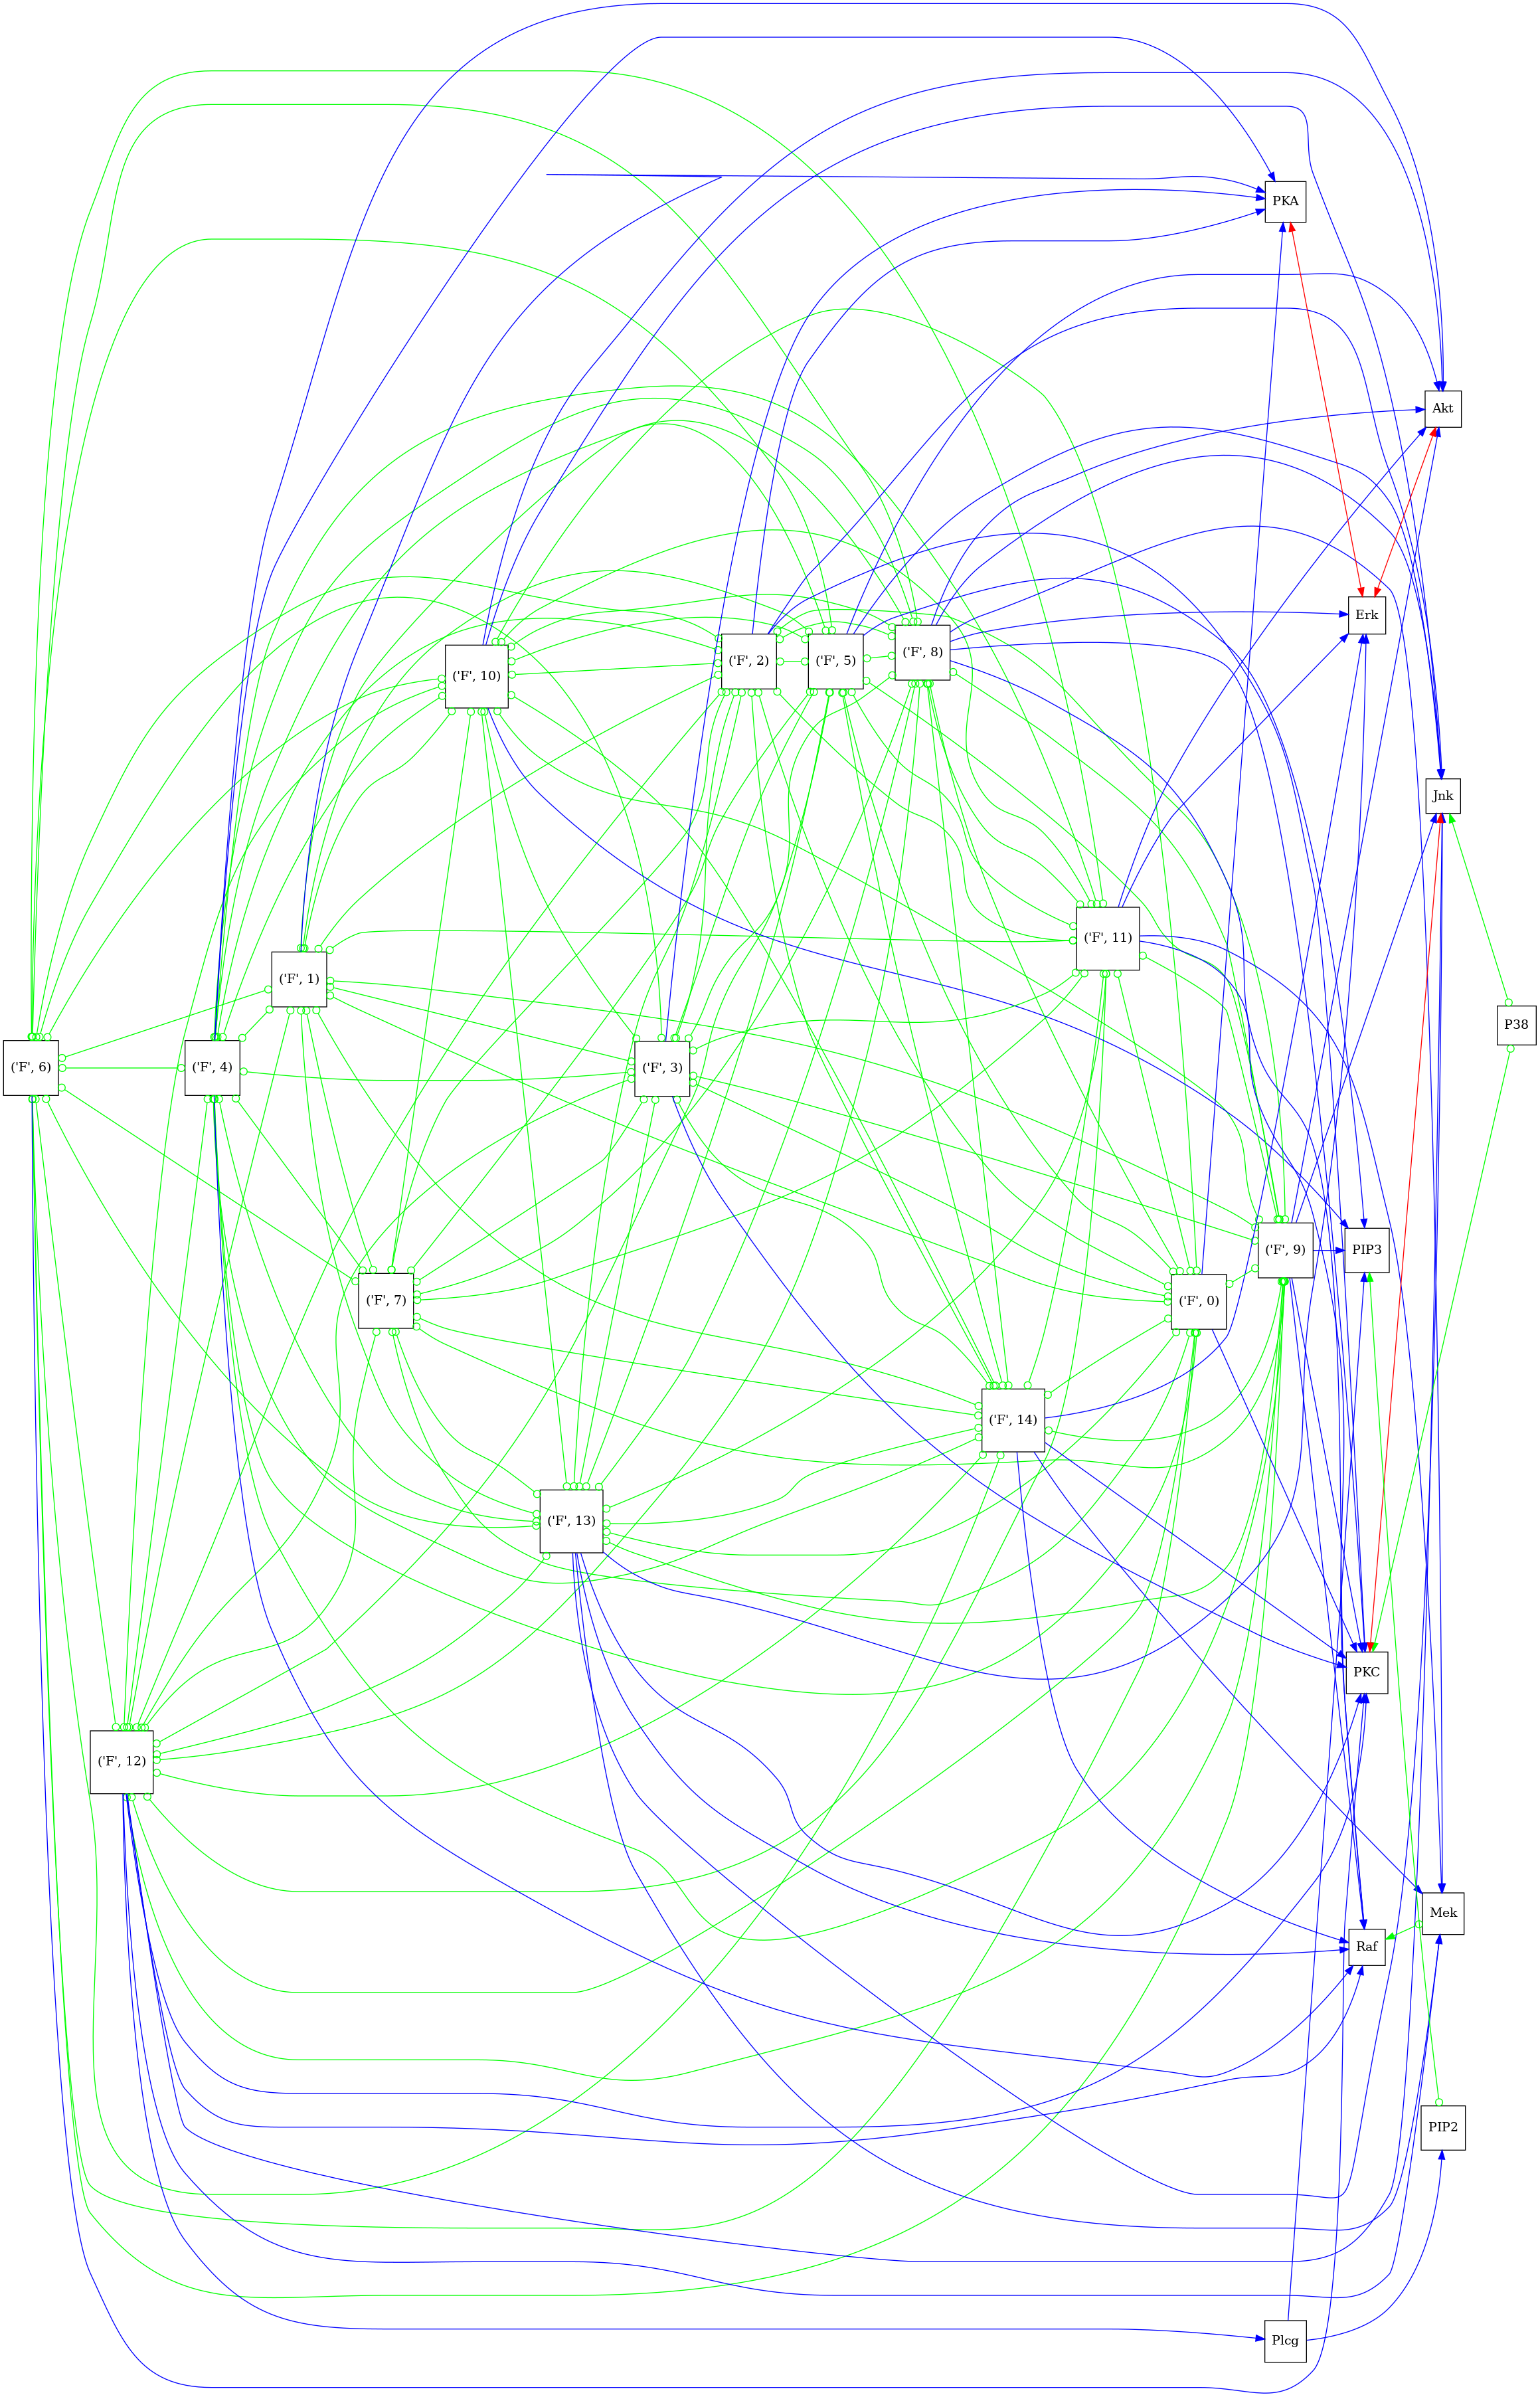 PKA
Akt
Erk
('F', 10)
('F', 2)
('F', 5)
('F', 8)
Jnk
('F', 11)
('F', 1)
P38
('F', 6)
('F', 4)
('F', 3)
('F', 9)
PIP3
('F', 7)
('F', 0)
('F', 14)
('F', 13)
PKC
('F', 12)
Mek
Raf
PIP2
Plcg